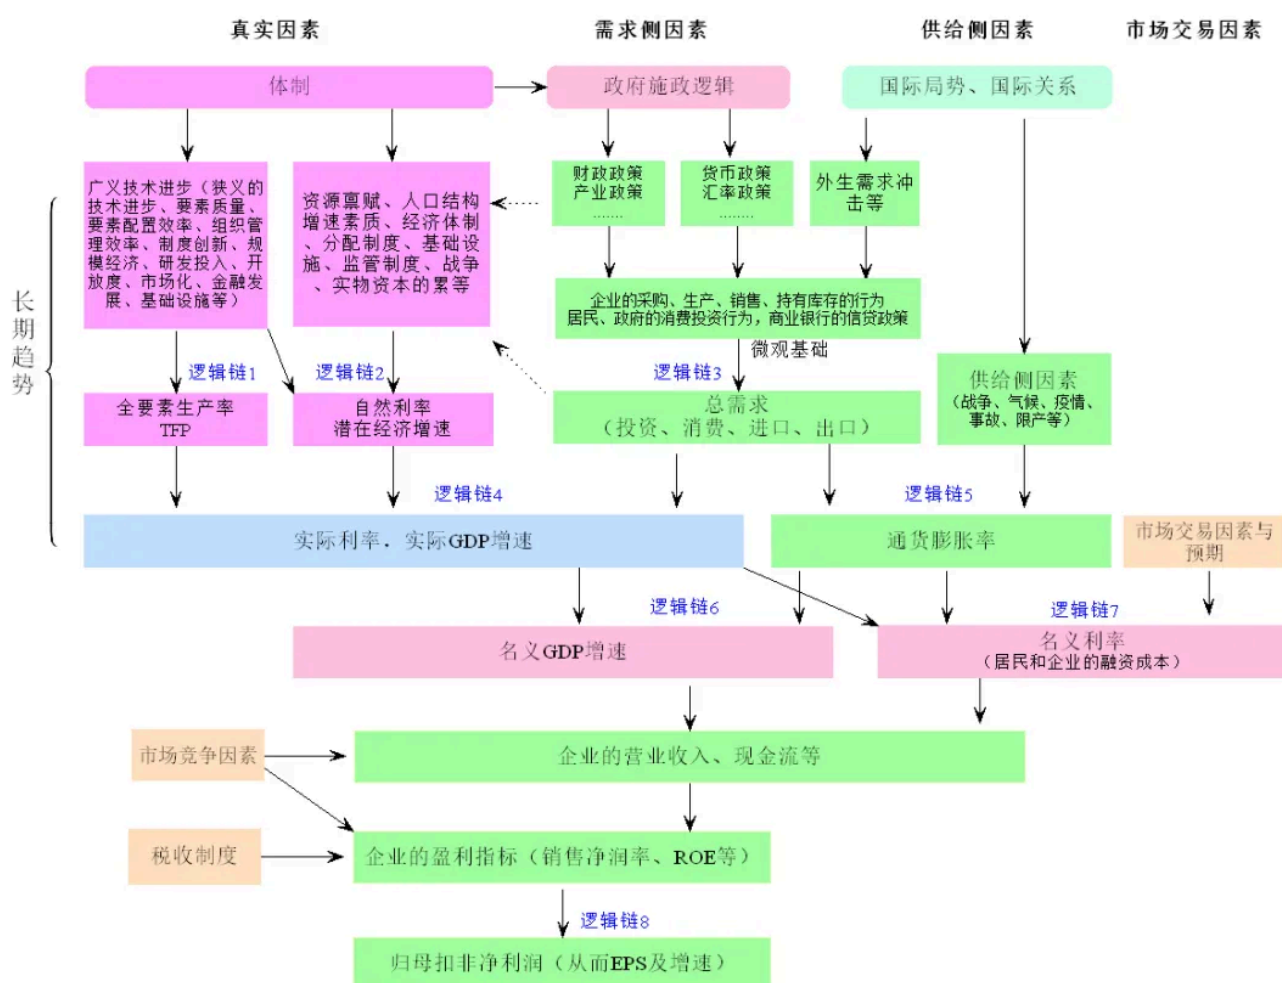 真实因素
需求侧因素
供给侧因素
市场交易因素
体制
政府施政逻辑
国际局势、国际关系
广义技术进步（狭义的
技术进步、要素质量、
要素配置效率、组织管
理效率、制度创新、规
模经济、研发投入、开
放度、市场化、金融发
展、基础设施等）
资源禀赋、人口结构
增速素质、经济体制
、分配制度、基础设
施、监管制度、战争
、实物资本的累等
财政政策
产业政策
.......
货币政策
汇率政策
........
外生需求冲
击等
长期趋势
企业的采购、生产、销售、持有库存的行为
居民、政府的消费投资行为，商业银行的信贷政策
微观基础
逻辑链1
逻辑链2
逻辑链3
全要素生产率
TFP
自然利率
潜在经济增速
总需求
（投资、消费、进口、出口）
供给侧因素
（战争、气候、疫情、
事故、限产等）
逻辑链4
逻辑链5
实际利率．实际GDP增速
通货膨胀率
市场交易因素与
预期
逻辑链6
逻辑链7
名义GDP增速
名义利率
（居民和企业的融资成本）
市场竞争因素
企业的营业收入、现金流等
税收制度
企业的盈利指标（销售净润率、ROE等）
逻辑链8
归母扣非净利润（从而EPS及增速）